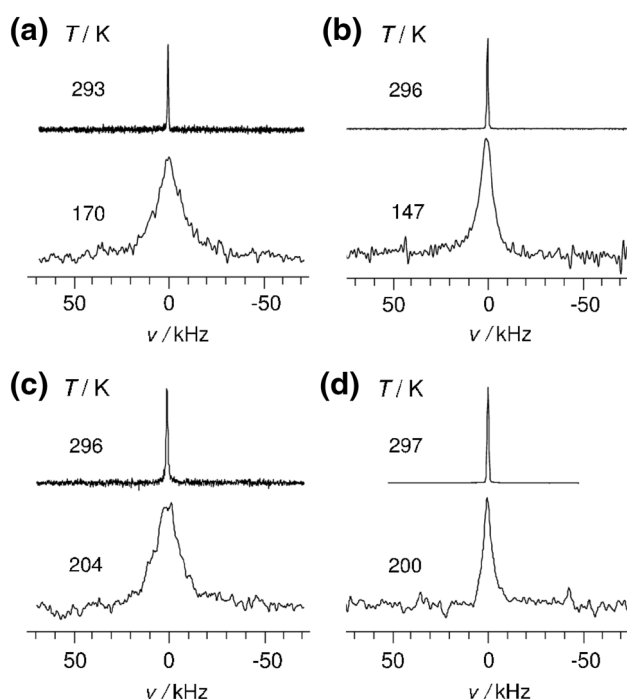 (a) T / K
293
170
50 0 -50
ν / kHz
(b) T / K
296
147
50 0 -50
ν / kHz
(c) T / K
296
204
50 0 -50
ν / kHz
(d) T / K
297
200
50 0 -50
ν / kHz